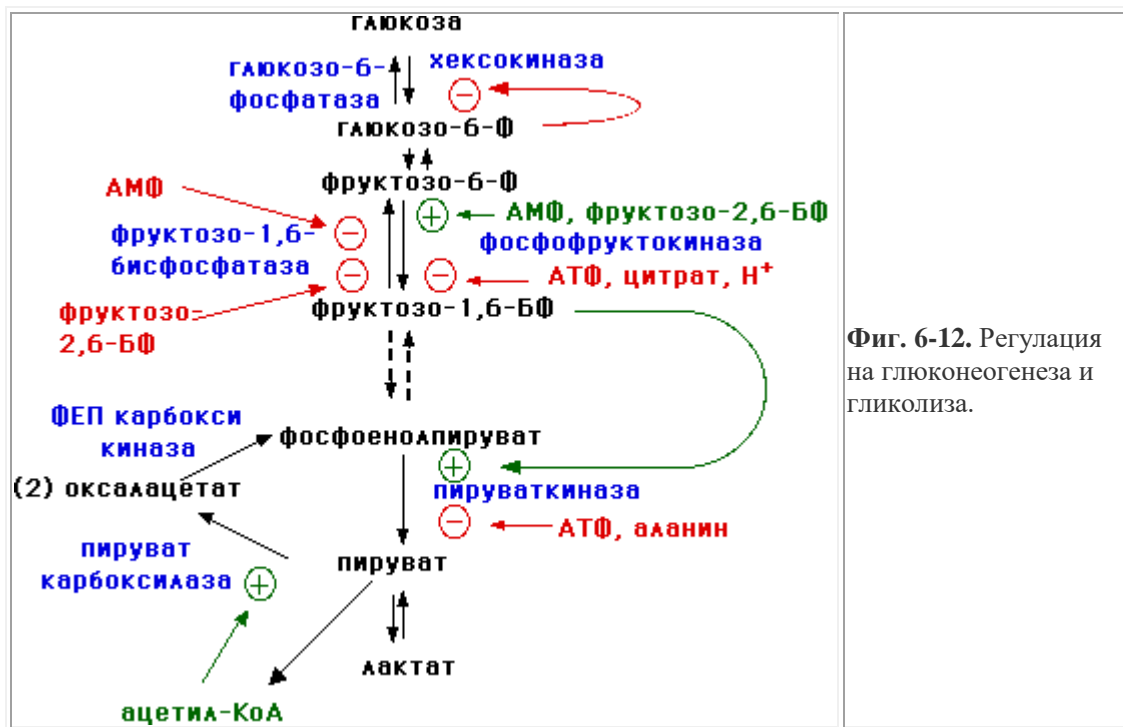 глюкоза
глюкозо-6-
фосфатаза
хексокиназа
−
глюкозо-6-Ф
фруктозо-6-Ф
АМФ
+
АМФ, фруктозо-2,6-БФ
фруктозо-1,6-
бисфосфатаза
−
фосфофруктокиназа
−
−
АТФ, цитрат, Н⁺
фруктозо-
2,6-БФ
фруктозо-1,6-БФ
Фиг. 6-12. Регулация
на глюконеогенеза и
гликолиза.
ФЕП карбокси
киназа
фосфоенолпируват
+
(2) оксалацетат
пируваткиназа
−
АТФ, аланин
пируват
карбоксилаза
+
пируват
лактат
ацетил-КоА